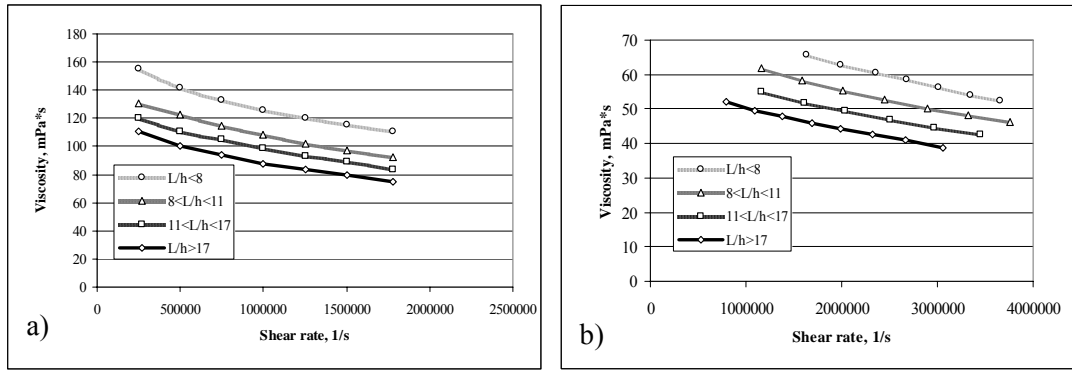 180
160
140
120
100
80
60
40
20
0
Viscosity, mPa*s
L/h<8
8<L/h<11
11<L/h<17
L/h>17
0 500000 1000000 1500000 2000000 2500000
Shear rate, 1/s
a)
70
60
50
40
30
20
10
0
Viscosity, mPa*s
L/h<8
8<L/h<11
11<L/h<17
L/h>17
0 1000000 2000000 3000000 4000000
Shear rate, 1/s
b)